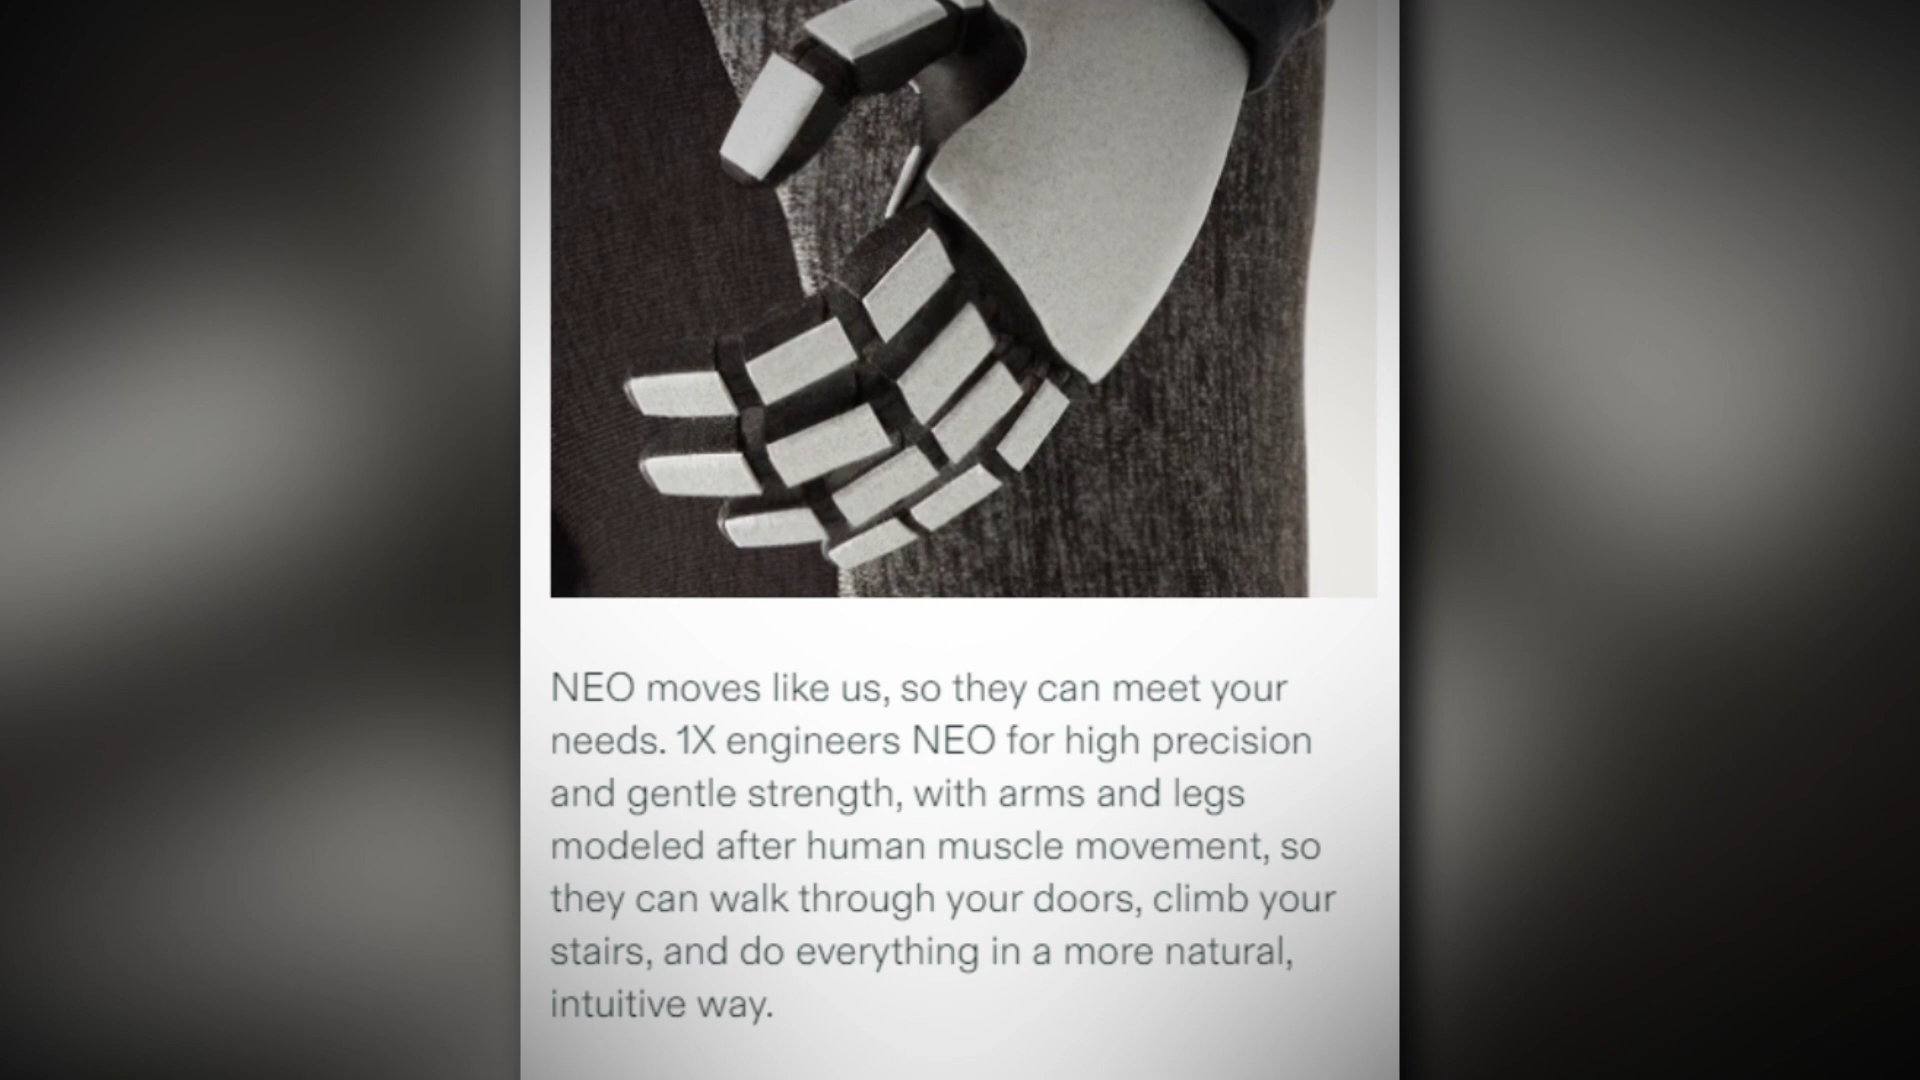 NEO moves like us, so they can meet your
needs. 1X engineers NEO for high precision
and gentle strength, with arms and legs
modeled after human muscle movement, so
they can walk through your doors, climb your
stairs, and do everything in a more natural,
intuitive way.